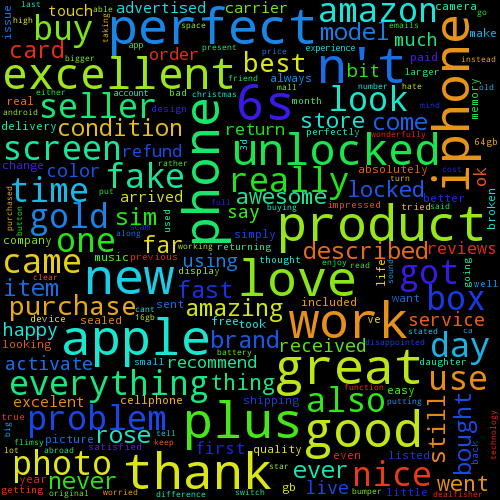 last able taking touch advertised carrier camera go
high emails amazon make
issue space present price experience instead
buy perfect model
app bigger friend larger
card order best much paid old
either account christmas number hate
android mall bit always memory
excellent n't iphone
delivery design month mind
real seller 6s look come
condition store perfectly wonderfully
screen phone return 64gb
unlocked
change refund rather 3d absolutely turn cost
color fake really locked ok
time arrived full awesome better
purchased put buying impressed tried said broken
button gold sim used say product
company one along scam simply described reviews
music far working returning going
clear previous using display thought enjoy read life sound well
came new love got
item sent included want box
purchase fast amazing ve
device cant 16gb free took work stated ca
happy sealed brand received service disappointed
looking apple small battery great day
activate recommend daughter
cellphone function
everything thing easy use
excelent shipping putting
true problem plus also still bought technology
big picture first good listed
flimsy rose satisfied tell quality even back
lot abroad keep star ever
year photo never thank gb live nice went
getting original worried difference switch bumper little dealfisher